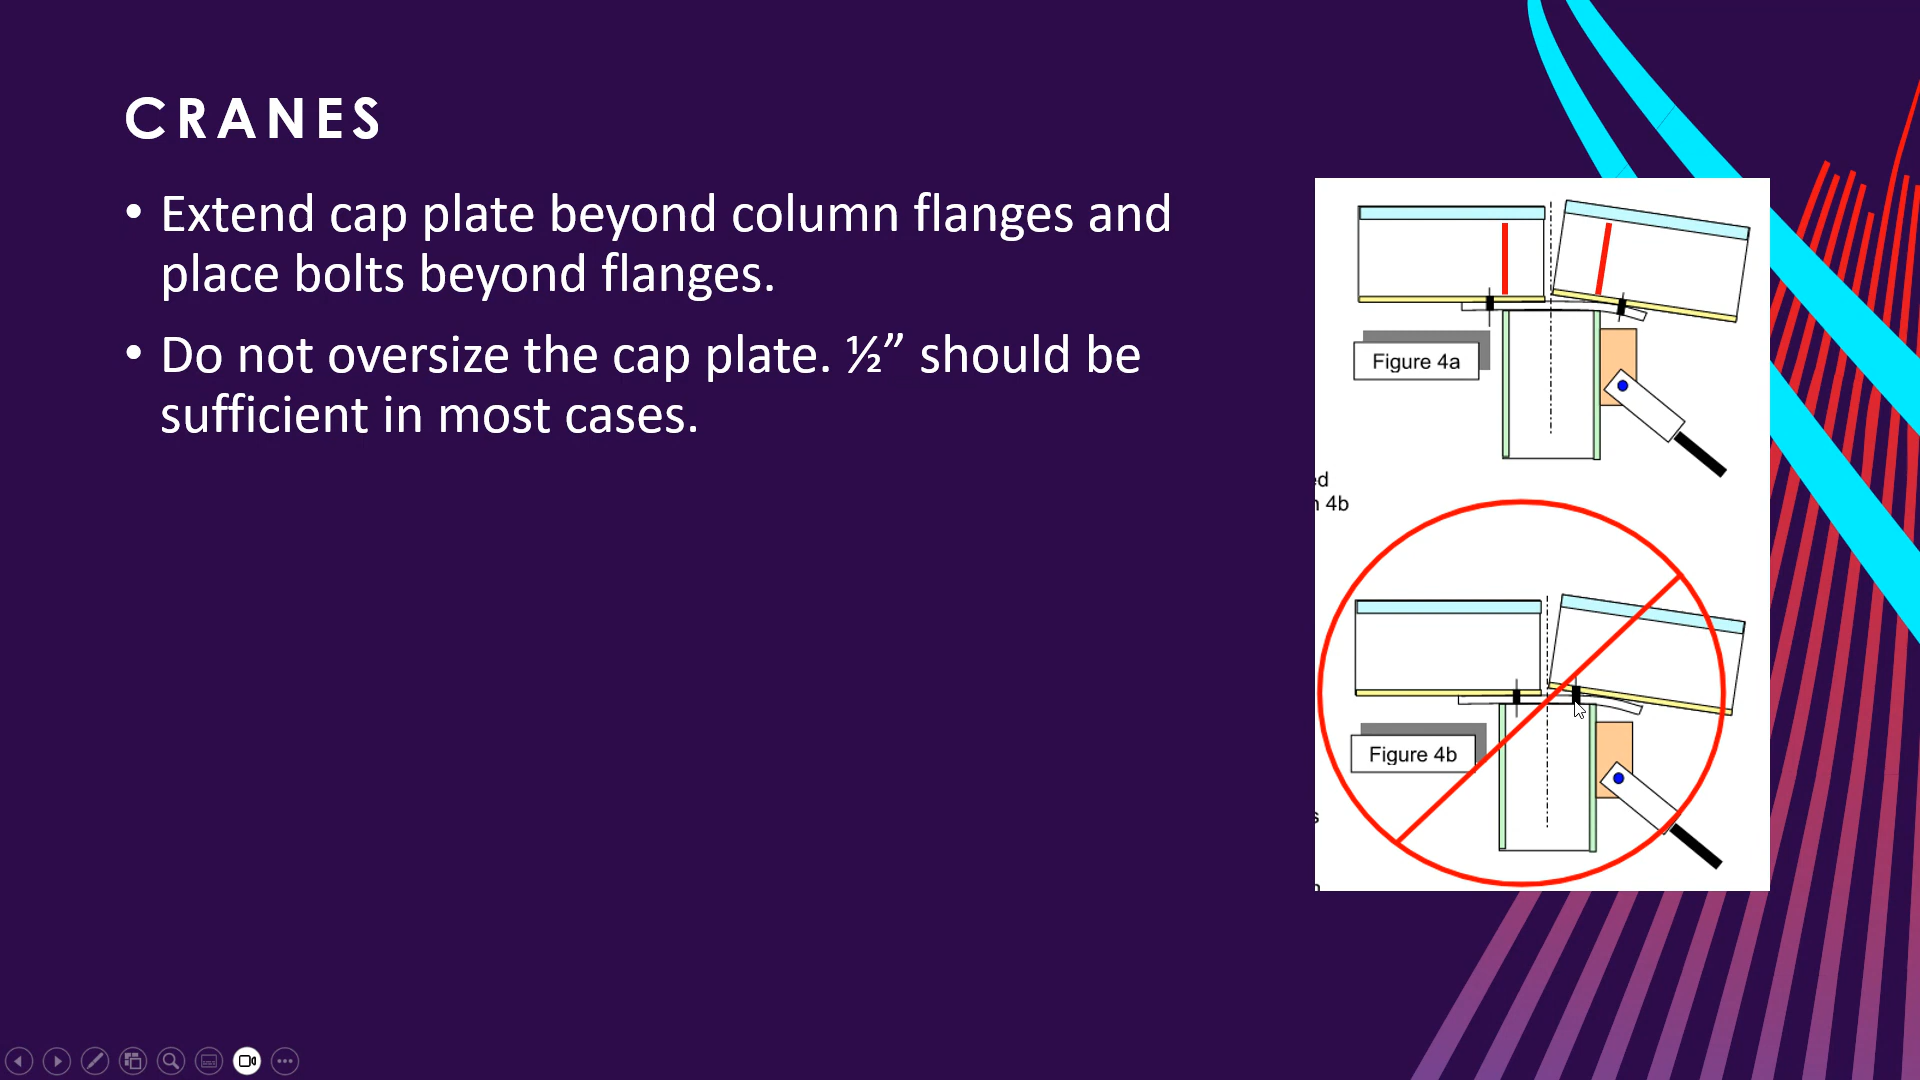 CRANES
• Extend cap plate beyond column flanges and
place bolts beyond flanges.
• Do not oversize the cap plate. ½” should be
sufficient in most cases.
Figure 4a
4b
Figure 4b